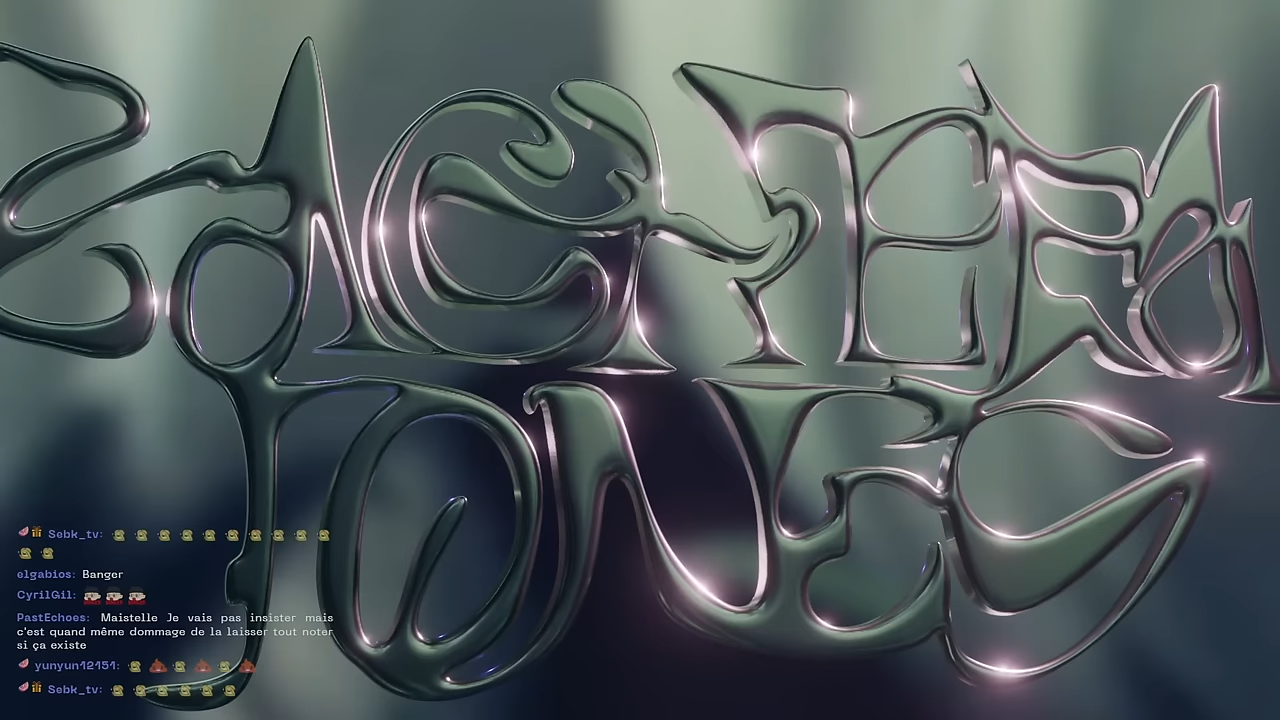 JONES
Sebk_tv:
elgabios: Banger
CyrilGil:
PastEchoes: Maistelle Je vais pas insister mais
c'est quand même dommage de la laisser tout noter
si ça existe
yunyun12151:
Sebk_tv: